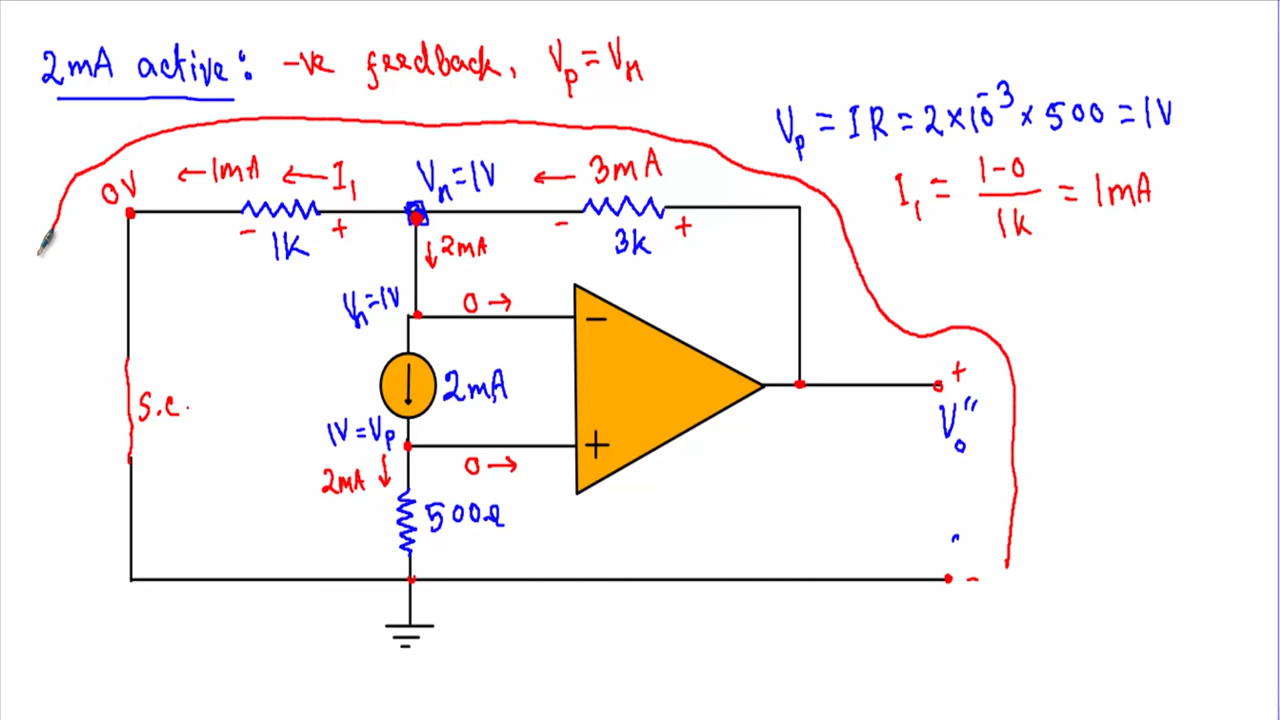 2mA active: -ve feedback, Vp = Vn
Vp = IR = 2×10⁻³ × 500 = 1V
I₁ = 1-0 / 1k = 1mA
0V ←1mA ← I₁ Vn=1V ← 3mA
- 1K + - 3k +
↓2mA
Vn=1V 0 →
-
2mA
+
S.C.
Vo″
1V=Vp
+
2mA ↓ 0 →
500Ω
-